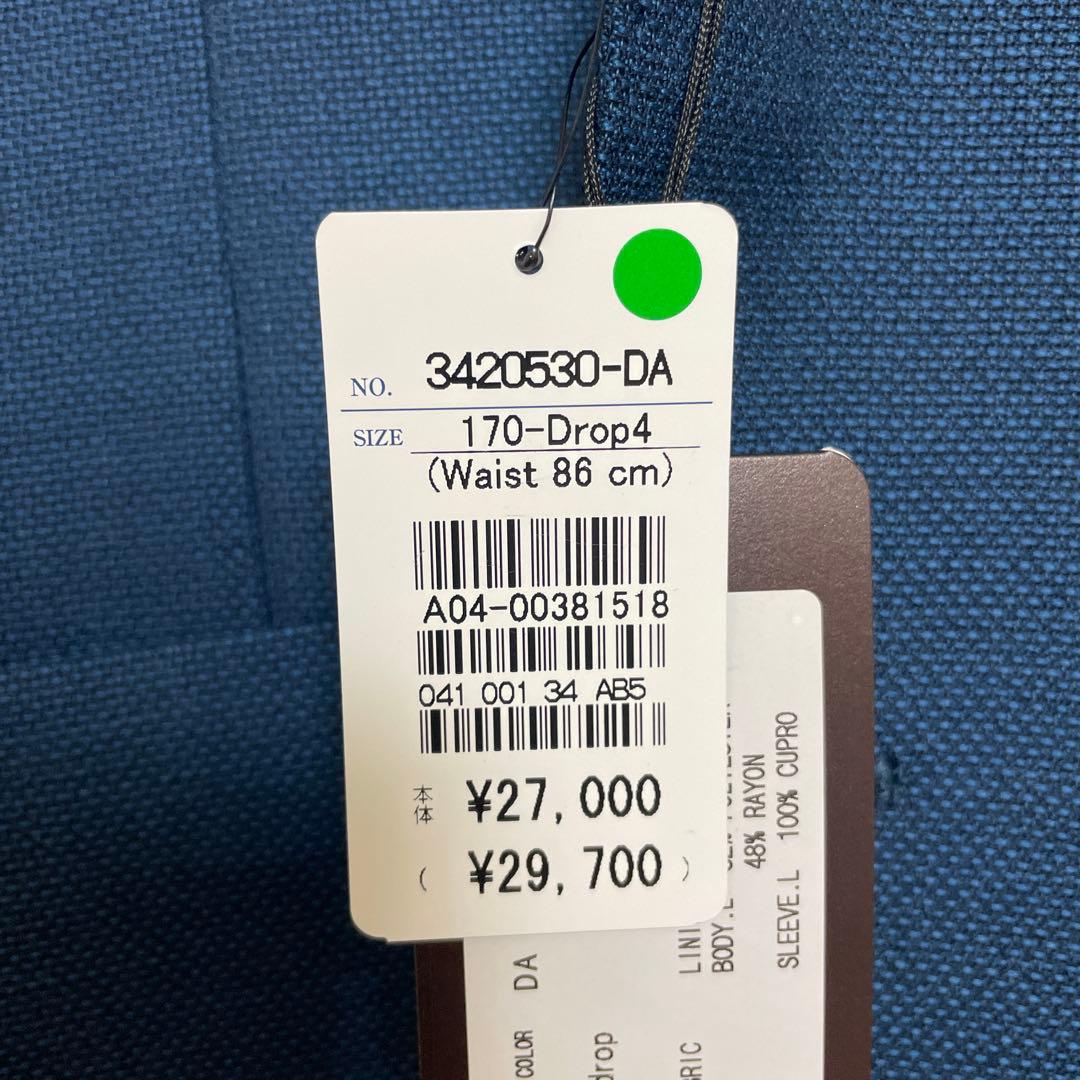 NO. 3420530-DA
SIZE 170-Drop4
(Waist 86 cm)
A04-00381518
041 001 34 AB5
本体 ¥27,000
( ¥29,700 )
COLOR DA
drop
RIC
LINI
BODY.L
48% RAYON
SLEEVE.L 100% CUPRO